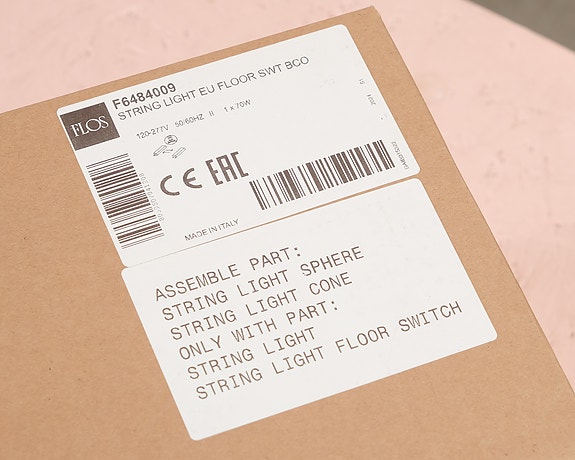 FLOS
F6484009
STRING LIGHT EU FLOOR SWT BCO
120-277V 50/60HZ II 1 x 70W
CE EAC
MADE IN ITALY
ASSEMBLE PART:
STRING LIGHT SPHERE
STRING LIGHT CONE
ONLY WITH PART:
STRING LIGHT
STRING LIGHT FLOOR SWITCH